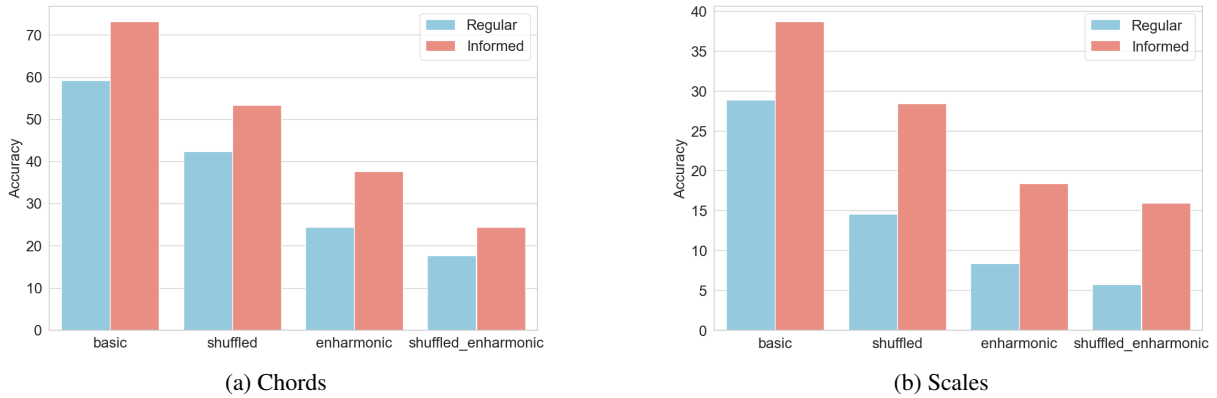 Accuracy
70
60
50
40
30
20
10
0
Regular
Informed
basic
shuffled
enharmonic
shuffled_enharmonic
(a) Chords
Accuracy
40
35
30
25
20
15
10
5
0
Regular
Informed
basic
shuffled
enharmonic
shuffled_enharmonic
(b) Scales